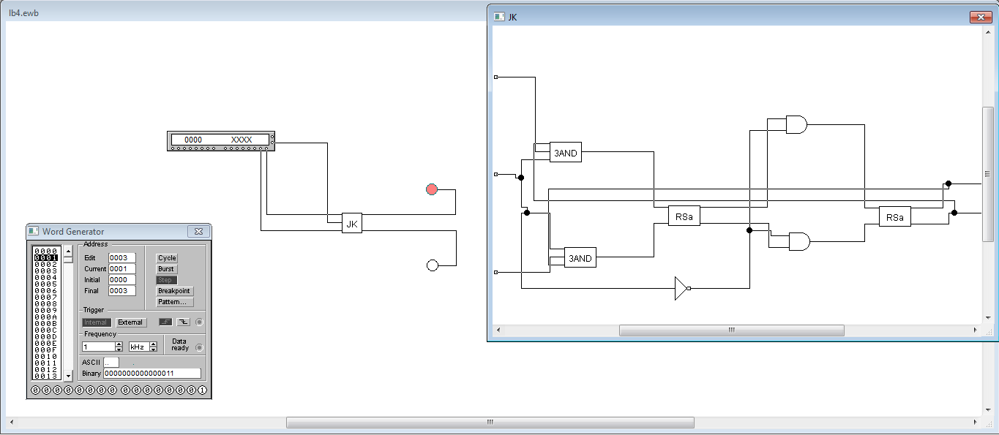 lb4.ewb
JK
0000 XXXX
3AND
RSa
RSa
3AND
JK
Word Generator
0000
0001
0002
0003
0004
0005
0006
0007
0008
0009
000A
000B
000C
000D
000E
000F
0010
0011
0012
0013
Address
Edit 0003
Current 0001
Initial 0000
Final 0003
Cycle
Burst
Step
Breakpoint
Pattern...
Trigger
Internal External
Frequency
1 kHz
Data
ready
ASCII ..
Binary 0000000000000011
0 0 0 0 0 0 0 0 0 0 0 0 0 0 0 1